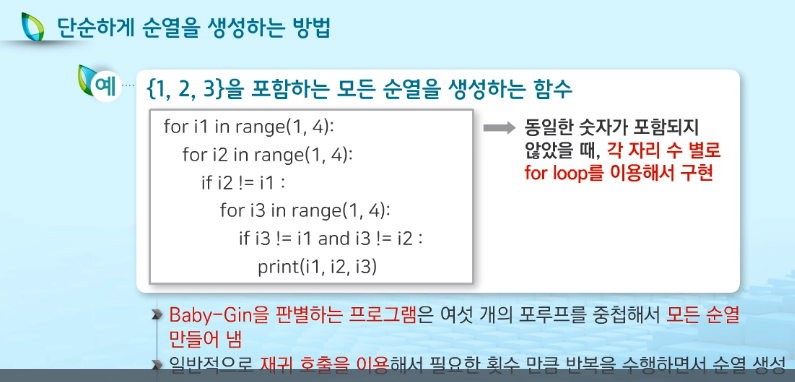 단순하게 순열을 생성하는 방법
예 {1, 2, 3}을 포함하는 모든 순열을 생성하는 함수
for i1 in range(1, 4):
for i2 in range(1, 4):
if i2 != i1 :
for i3 in range(1, 4):
if i3 != i1 and i3 != i2 :
print(i1, i2, i3)
동일한 숫자가 포함되지
않았을 때, 각 자리 수 별로
for loop를 이용해서 구현
Baby-Gin을 판별하는 프로그램은 여섯 개의 포루프를 중첩해서 모든 순열
만들어 냄
일반적으로 재귀 호출을 이용해서 필요한 횟수 만큼 반복을 수행하면서 순열 생성